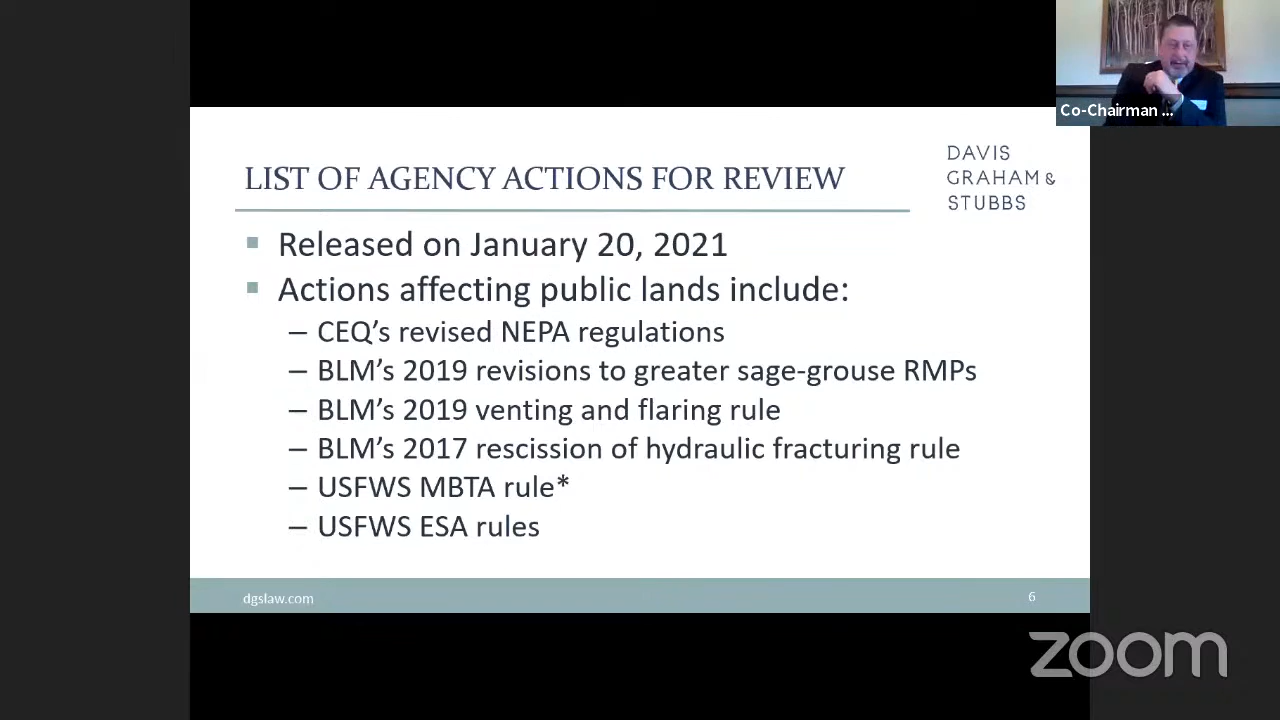 Co-Chairman ...
DAVIS
GRAHAM &
STUBBS
LIST OF AGENCY ACTIONS FOR REVIEW
Released on January 20, 2021
Actions affecting public lands include:
– CEQ’s revised NEPA regulations
– BLM’s 2019 revisions to greater sage-grouse RMPs
– BLM’s 2019 venting and flaring rule
– BLM’s 2017 rescission of hydraulic fracturing rule
– USFWS MBTA rule*
– USFWS ESA rules
dgslaw.com
6
zoom